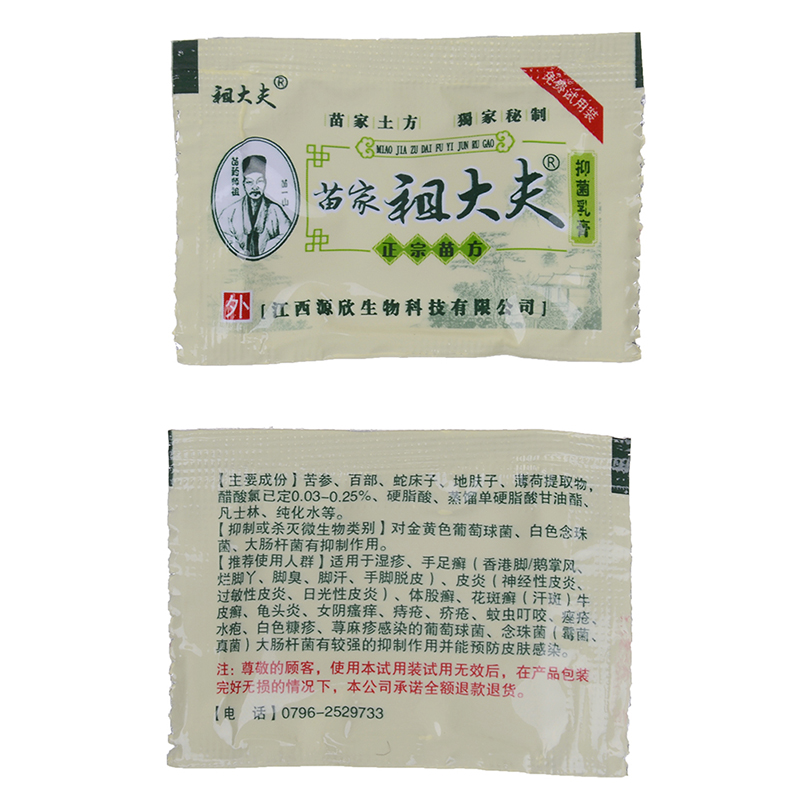 祖大夫®
免费试用装
苗家土方 獨家秘制
MIAO JIA ZU DAI FU YI JUN RU GAO
苗药师祖
第一山
苗家祖大夫®
抑菌乳膏
正宗苗方
外 [江西源欣生物科技有限公司]
【主要成份】苦参、百部、蛇床子、地肤子、薄荷提取物,
醋酸氯已定0.03-0.25%、硬脂酸、蒸馏单硬脂酸甘油酯、
凡士林、纯化水等。
【抑制或杀灭微生物类别】对金黄色葡萄球菌、白色念珠
菌、大肠杆菌有抑制作用。
【推荐使用人群】适用于湿疹、手足癣（香港脚/鹅掌风、
烂脚丫、脚臭、脚汗、手脚脱皮）、皮炎（神经性皮炎、
过敏性皮炎、日光性皮炎）、体股癣、花斑癣（汗斑）牛
皮癣、龟头炎、女阴瘙痒、痔疮、疥疮、蚊虫叮咬、痤疮、
水疱、白色糠疹、荨麻疹感染的葡萄球菌、念珠菌（霉菌、
真菌）大肠杆菌有较强的抑制作用并能预防皮肤感染。
注: 尊敬的顾客，使用本试用装试用无效后，在产品包装
完好无损的情况下，本公司承诺全额退款退货。
【电 话】0796-2529733